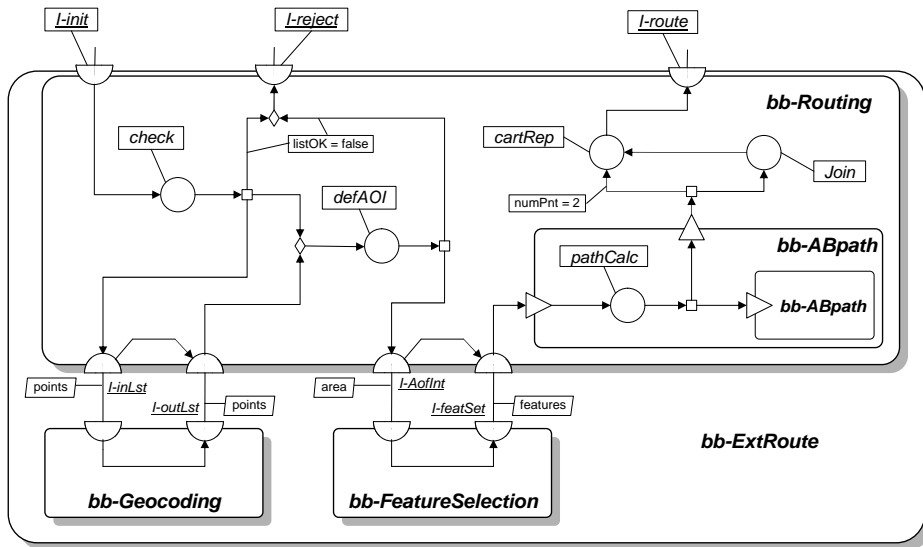 I-init
I-reject
I-route
bb-Routing
check
listOK = false
cartRep
Join
defAOI
numPnt = 2
bb-ABpath
pathCalc
bb-ABpath
points
I-inLst
I-outLst
points
area
I-AofInt
I-featSet
features
bb-ExtRoute
bb-Geocoding
bb-FeatureSelection